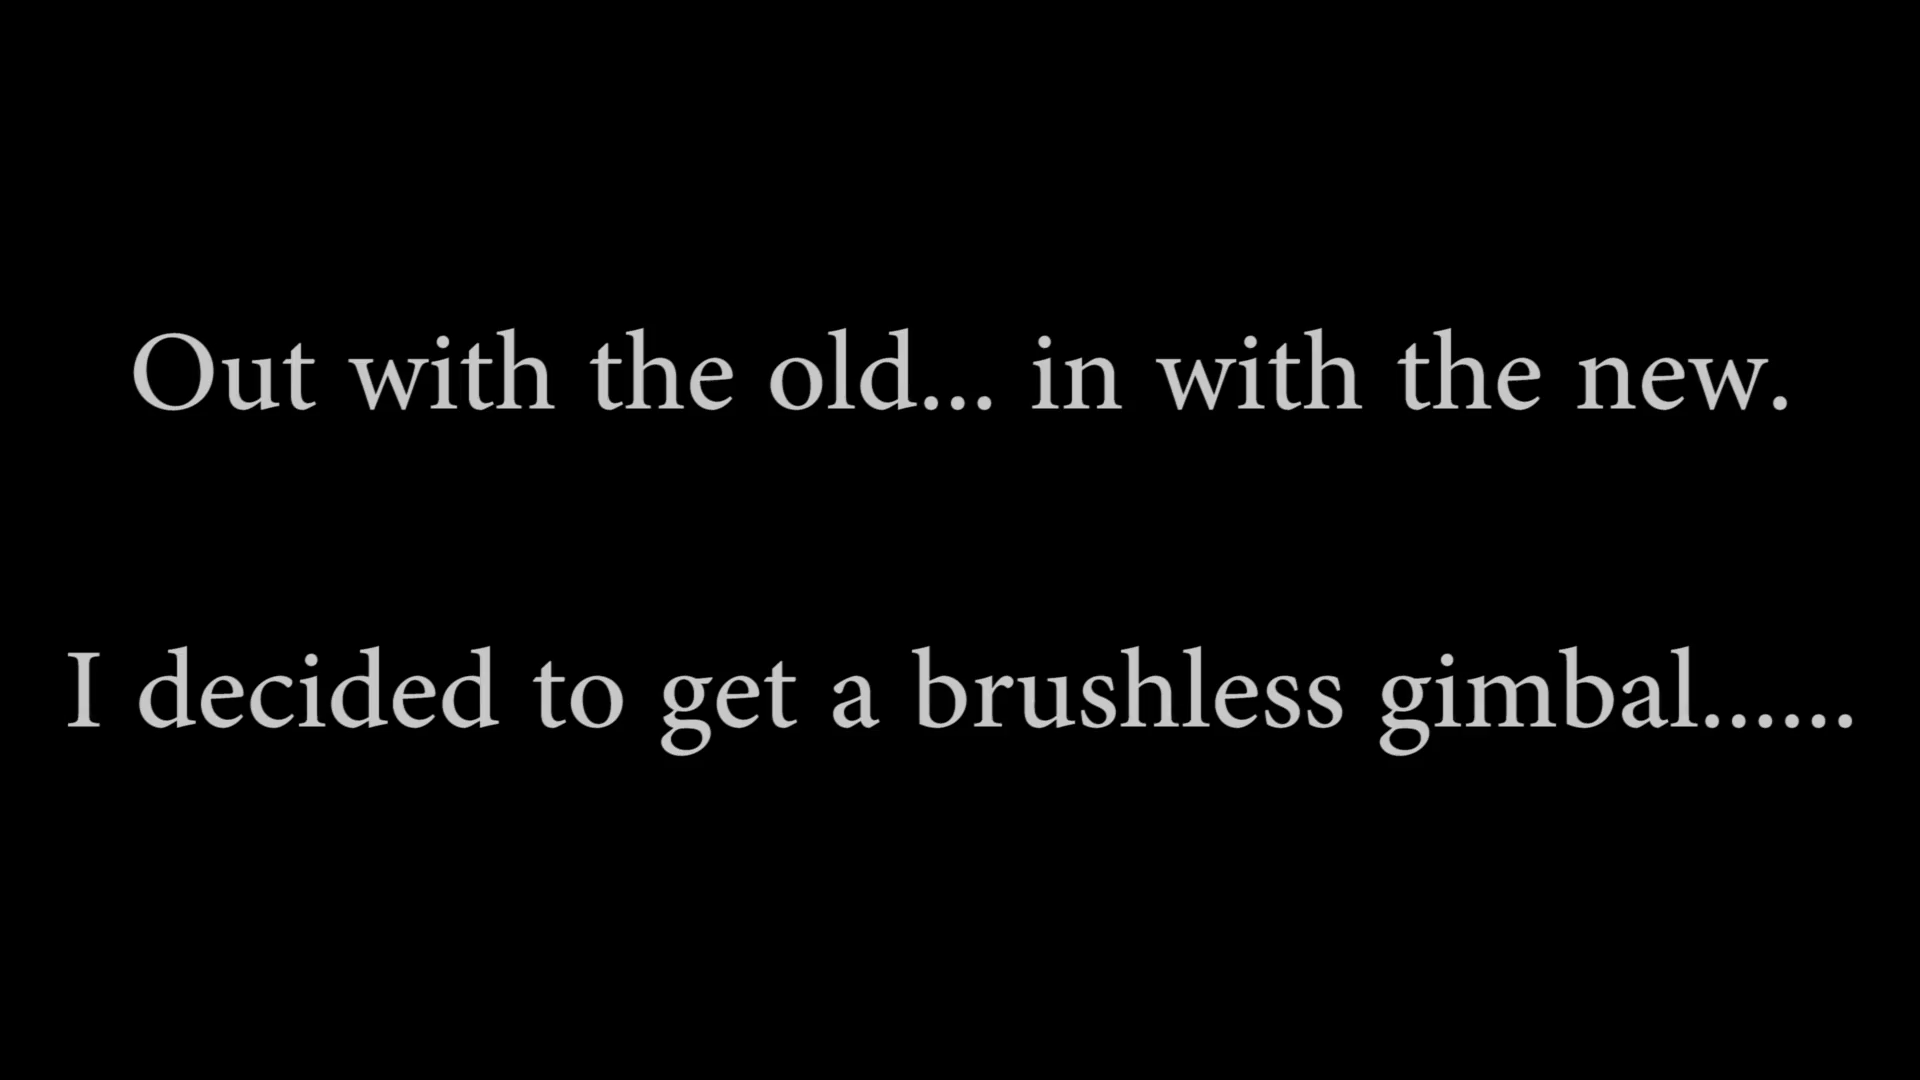 Out with the old... in with the new.
I decided to get a brushless gimbal......